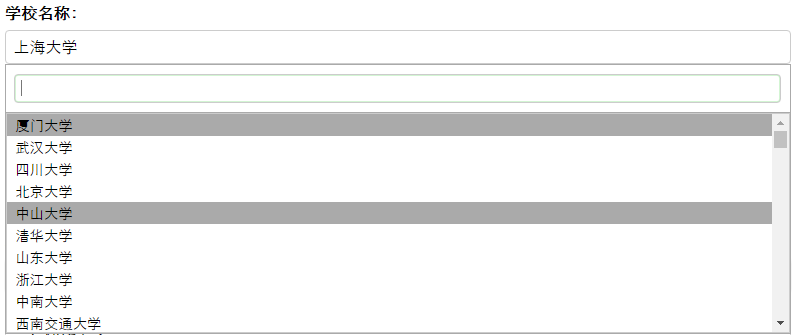 学校名称：
上海大学
厦门大学
武汉大学
四川大学
北京大学
中山大学
清华大学
山东大学
浙江大学
中南大学
西南交通大学